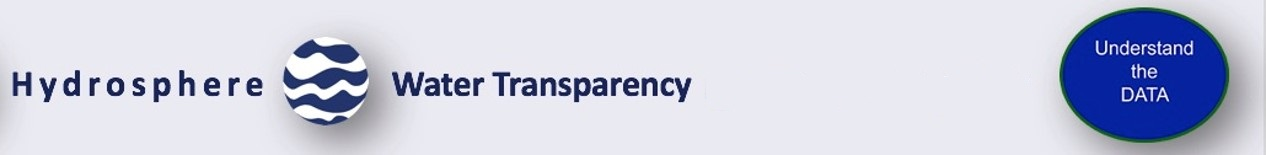 Hydrosphere
Water Transparency
Understand
the
DATA